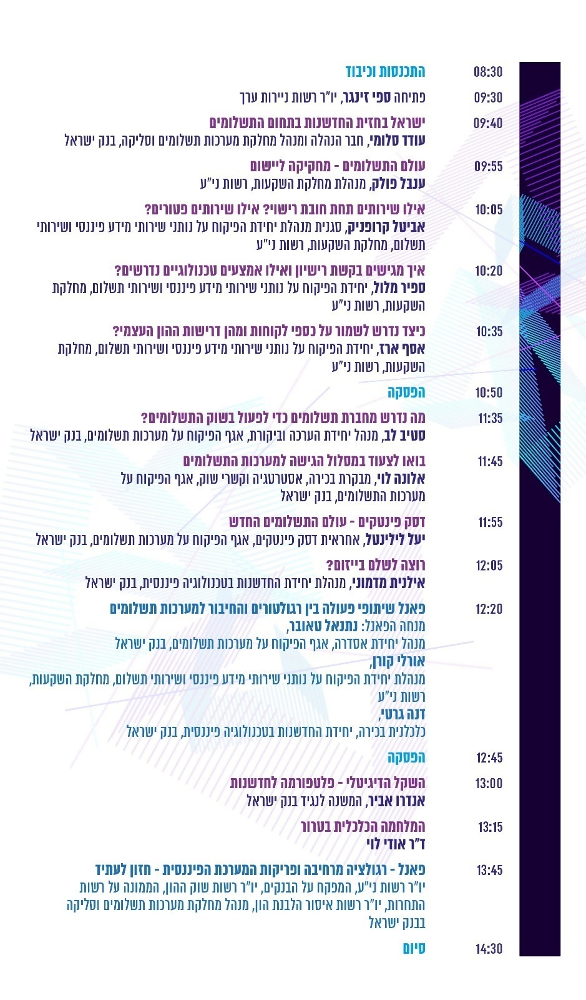 08:30 התכנסות וכיבוד
09:30 פתיחה ספי זינגר, יו"ר רשות ניירות ערך
09:40 ישראל בחזית החדשנות בתחום התשלומים
עודד סלומי, חבר הנהלה ומנהל מחלקת מערכות תשלומים וסליקה, בנק ישראל
09:55 עולם התשלומים - מחקיקה ליישום
ענבל פולק, מנהלת מחלקת השקעות, רשות ני"ע
10:05 אילו שירותים תחת חובת רישוי? אילו שירותים פטורים?
אביטל קרופניק, סגנית מנהלת יחידת הפיקוח על נותני שירותי מידע פיננסי ושירותי
תשלום, מחלקת השקעות, רשות ני"ע
10:20 איך מגישים בקשת רישיון ואילו אמצעים טכנולוגיים נדרשים?
ספיר מלול, יחידת הפיקוח על נותני שירותי מידע פיננסי ושירותי תשלום, מחלקת
השקעות, רשות ני"ע
10:35 כיצד נדרש לשמור על כספי לקוחות ומהן דרישות ההון העצמי?
אסף ארז, יחידת הפיקוח על נותני שירותי מידע פיננסי ושירותי תשלום, מחלקת
השקעות, רשות ני"ע
10:50 הפסקה
11:35 מה נדרש מחברת תשלומים כדי לפעול בשוק התשלומים?
סטיב לב, מנהל יחידת הערכה וביקורת, אגף הפיקוח על מערכות תשלומים, בנק ישראל
11:45 בואו לצעוד במסלול הגישה למערכות התשלומים
אלונה לוי, מבקרת בכירה, אסטרטגיה וקשרי שוק, אגף הפיקוח על
מערכות התשלומים, בנק ישראל
11:55 דסק פינטקים - עולם התשלומים החדש
יעל לילינטל, אחראית דסק פינטקים, אגף הפיקוח על מערכות תשלומים, בנק ישראל
12:05 רוצה לשלם בייזום?
אילנית מדמוני, מנהלת יחידת החדשנות בטכנולוגיה פיננסית, בנק ישראל
12:20 פאנל שיתופי פעולה בין רגולטורים והחיבור למערכות תשלומים
מנחה הפאנל: נתנאל טאובר,
מנהל יחידת אסדרה, אגף הפיקוח על מערכות תשלומים, בנק ישראל
אורלי קורן,
מנהלת יחידת הפיקוח על נותני שירותי מידע פיננסי ושירותי תשלום, מחלקת השקעות,
רשות ני"ע
דנה גרטי,
כלכלנית בכירה, יחידת החדשנות בטכנולוגיה פיננסית, בנק ישראל
12:45 הפסקה
13:00 השקל הדיגיטלי - פלטפורמה לחדשנות
אנדרו אביר, המשנה לנגיד בנק ישראל
13:15 המלחמה הכלכלית בטרור
ד"ר אודי לוי
13:45 פאנל - רגולציה מרחיבה ופריקות המערכת הפיננסית - חזון לעתיד
יו"ר רשות ני"ע, המפקח על הבנקים, יו"ר רשות שוק ההון, הממונה על רשות
התחרות, יו"ר רשות איסור הלבנת הון, מנהל מחלקת מערכות תשלומים וסליקה
בבנק ישראל
14:30 סיום